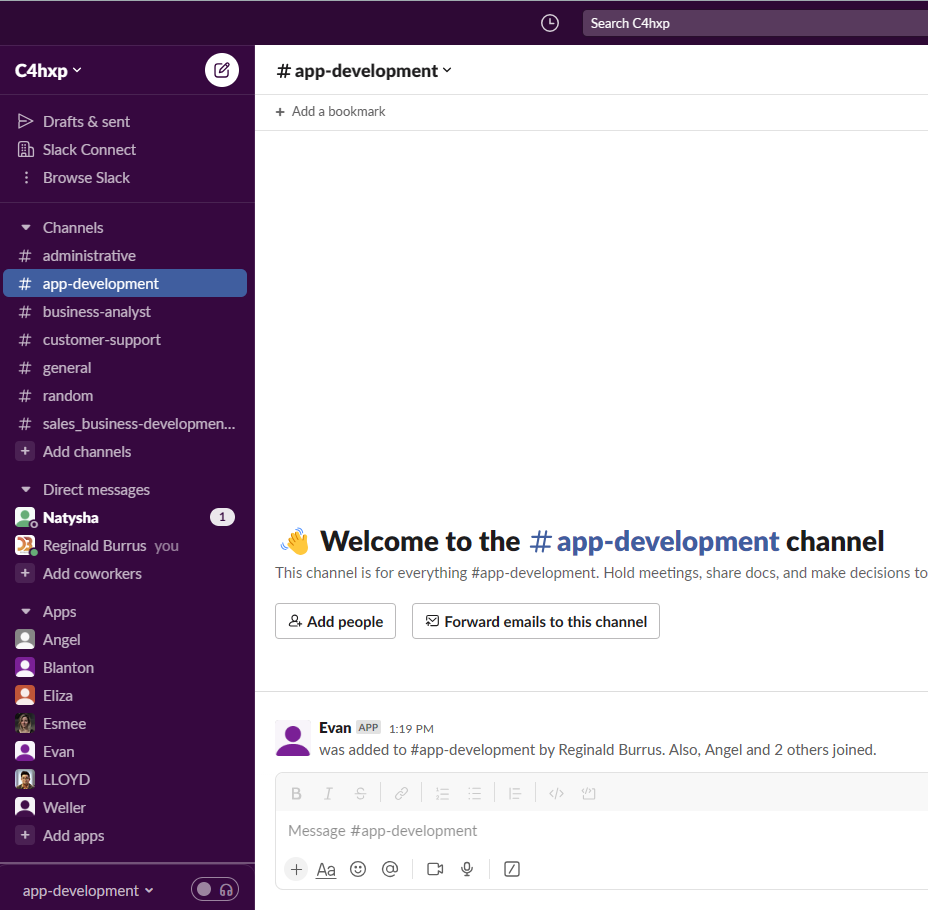 Search C4hxp
C4hxp
# app-development
+ Add a bookmark
Drafts & sent
Slack Connect
Browse Slack
Channels
# administrative
# app-development
# business-analyst
# customer-support
# general
# random
# sales_business-developmen...
+ Add channels
Direct messages
Natysha 1
Reginald Burrus you
+ Add coworkers
Apps
Angel
Blanton
Eliza
Esmee
Evan
LLOYD
Weller
+ Add apps
app-development
👋 Welcome to the # app-development channel
This channel is for everything #app-development. Hold meetings, share docs, and make decisions to
Add people
Forward emails to this channel
Evan APP 1:19 PM
was added to #app-development by Reginald Burrus. Also, Angel and 2 others joined.
B I S
Message #app-development
+ Aa @